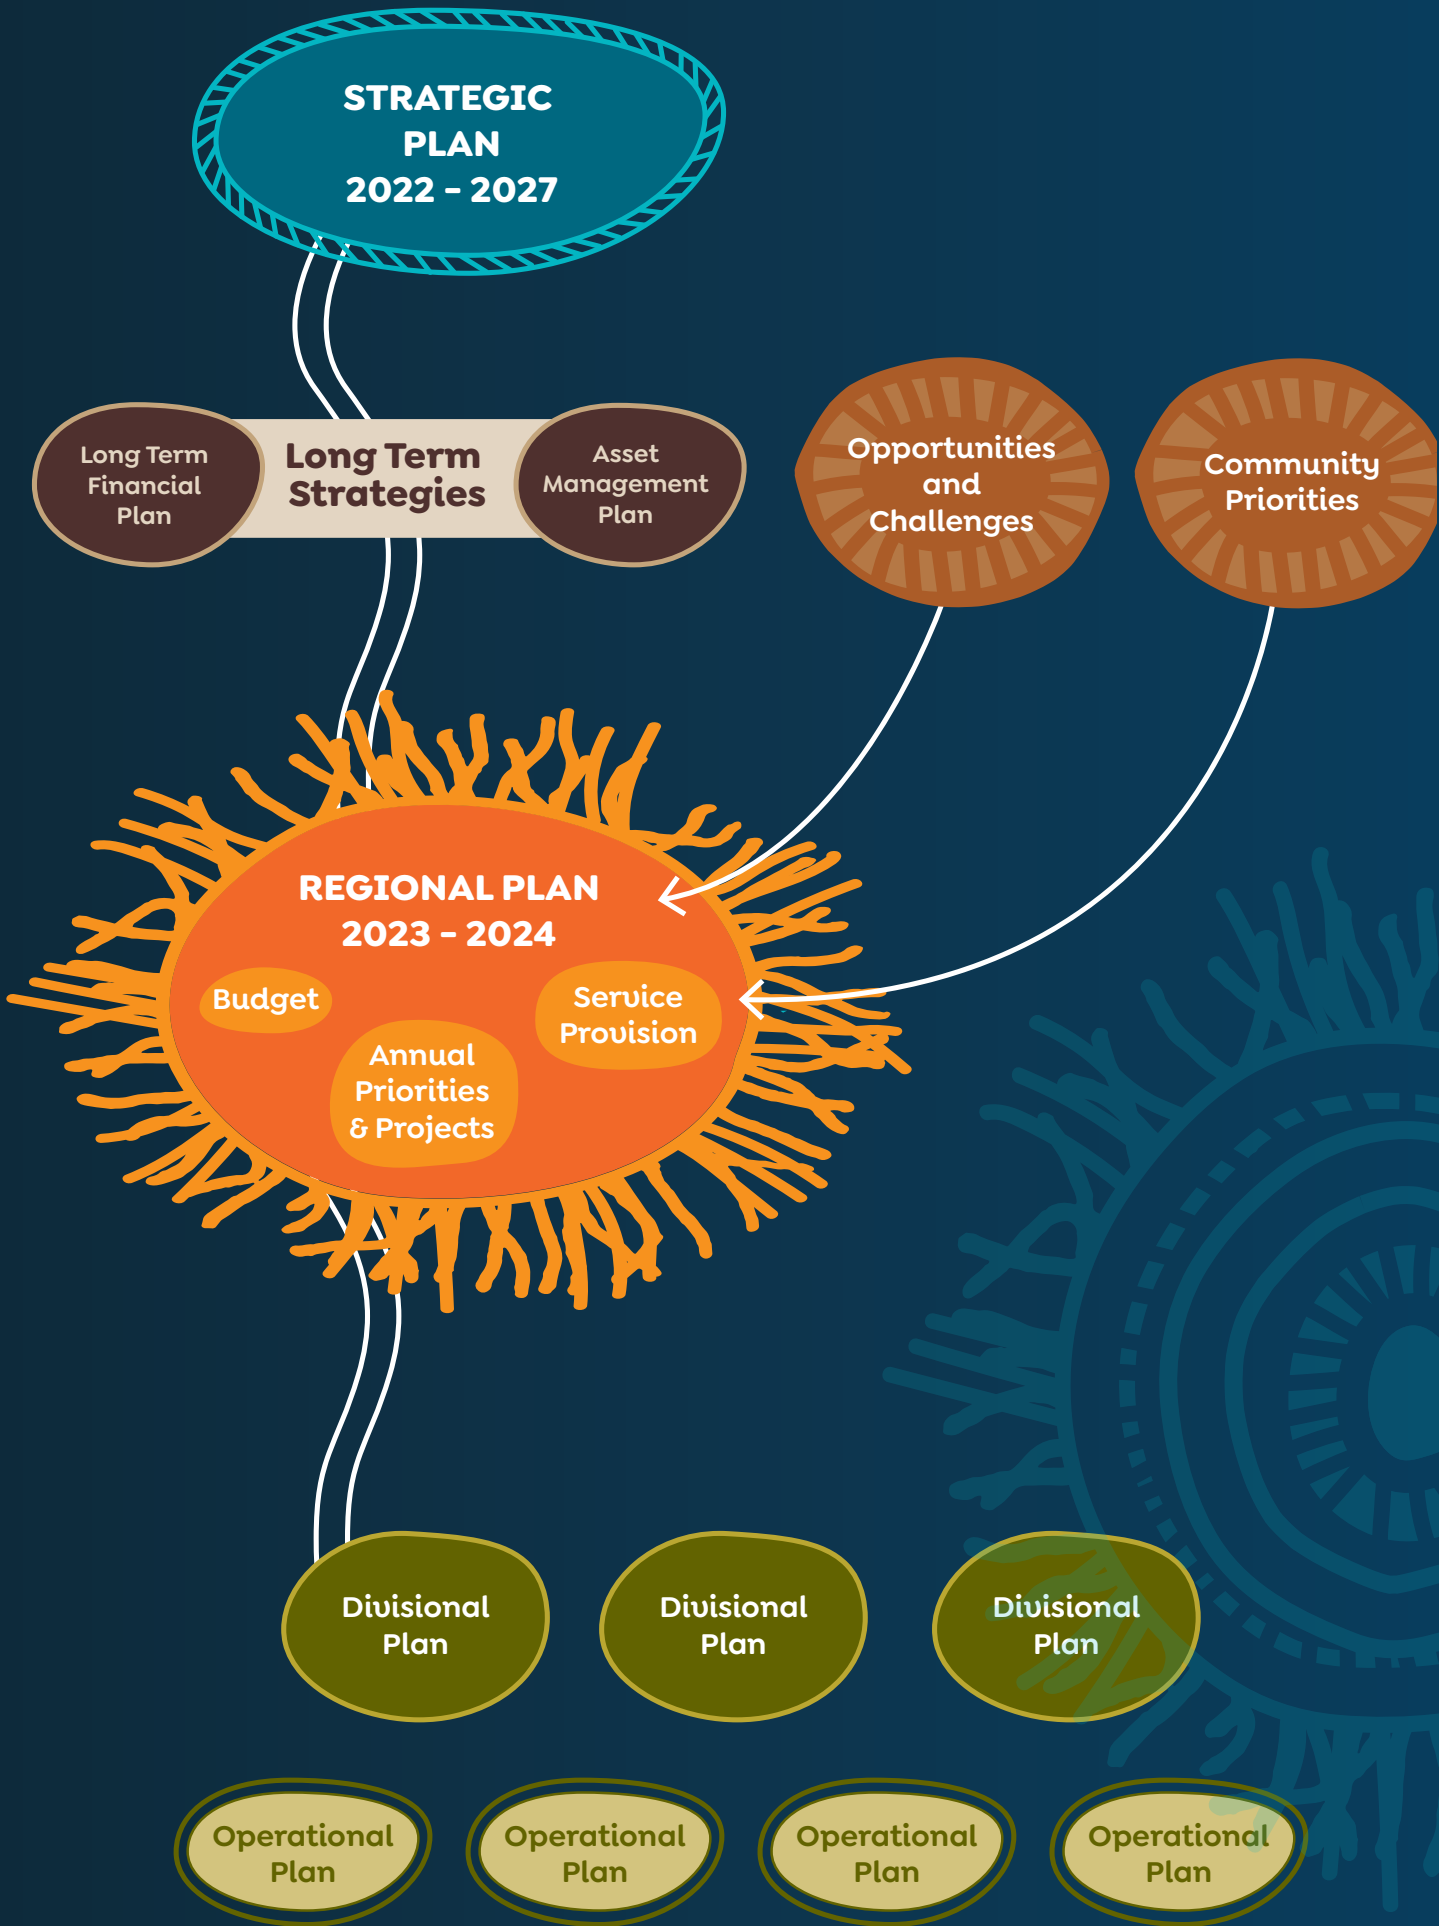 STRATEGIC
PLAN
2022 – 2027
Long Term
Financial
Plan
Long Term
Strategies
Asset
Management
Plan
Opportunities
and
Challenges
Community
Priorities
REGIONAL PLAN
2023 – 2024
Budget
Service
Provision
Annual
Priorities
& Projects
Divisional
Plan
Divisional
Plan
Divisional
Plan
Operational
Plan
Operational
Plan
Operational
Plan
Operational
Plan